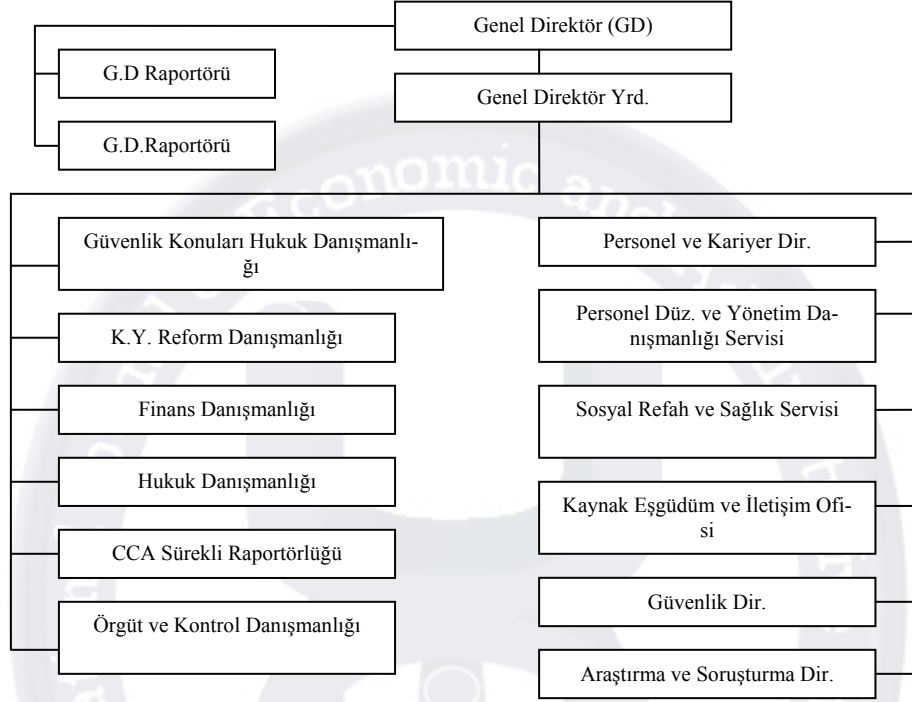 Genel Direktör (GD)
G.D Raportörü
Genel Direktör Yrd.
G.D.Raportörü
Güvenlik Konuları Hukuk Danışmanlı-
ğı
K.Y. Reform Danışmanlığı
Finans Danışmanlığı
Hukuk Danışmanlığı
CCA Sürekli Raportörlüğü
Örgüt ve Kontrol Danışmanlığı
Personel ve Kariyer Dir.
Personel Düz. ve Yönetim Da-
nışmanlığı Servisi
Sosyal Refah ve Sağlık Servisi
Kaynak Eşgüdüm ve İletişim Ofi-
si
Güvenlik Dir.
Araştırma ve Soruşturma Dir.
Economic and